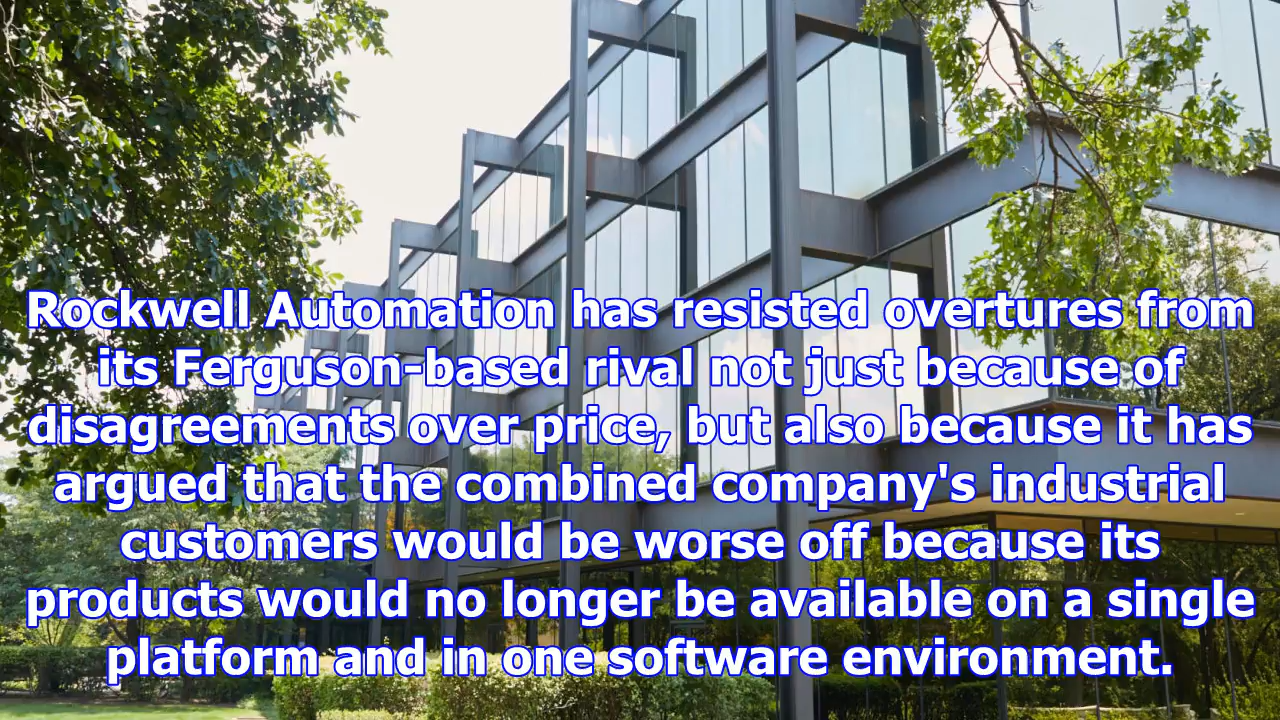 Rockwell Automation has resisted overtures from
its Ferguson-based rival not just because of
disagreements over price, but also because it has
argued that the combined company's industrial
customers would be worse off because its
products would no longer be available on a single
platform and in one software environment.